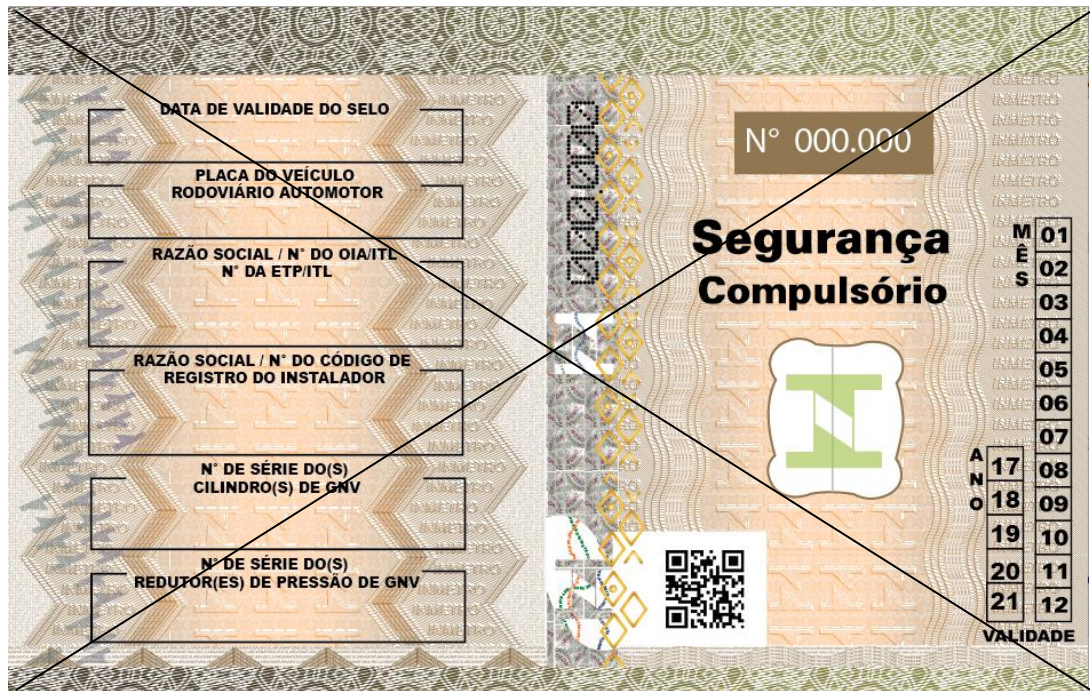 DATA DE VALIDADE DO SELO
PLACA DO VEÍCULO
RODOVIÁRIO AUTOMOTOR
RAZÃO SOCIAL / N° DO OIA/ITL
N° DA ETP/ITL
RAZÃO SOCIAL / N° DO CÓDIGO DE
REGISTRO DO INSTALADOR
N° DE SÉRIE DO(S)
CILINDRO(S) DE GNV
N° DE SÉRIE DO(S)
REDUTOR(ES) DE PRESSÃO DE GNV
000.000
N° 000.000
Segurança
Compulsório
MÊS
01
02
03
04
05
06
07
08
09
10
11
12
ANO
17
18
19
20
21
VALIDADE
INMETRO